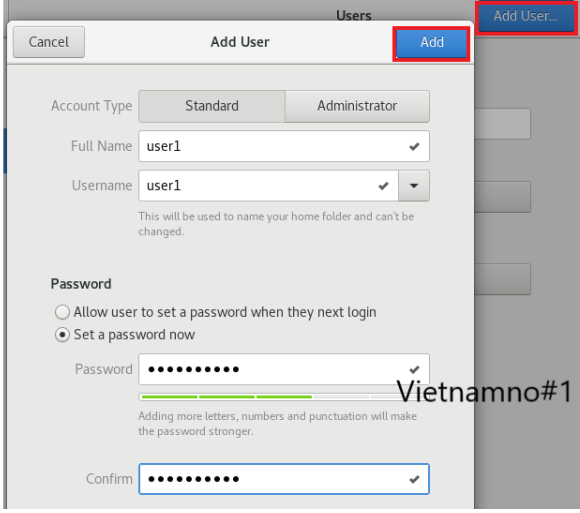 Users
Add User...
Cancel
Add User
Add
Account Type
Standard
Administrator
Full Name
user1
Username
user1
This will be used to name your home folder and can't be
changed.
Password
Allow user to set a password when they next login
Set a password now
Password
●●●●●●●●●●
Vietnamno#1
Adding more letters, numbers and punctuation will make
the password stronger.
Confirm
●●●●●●●●●●